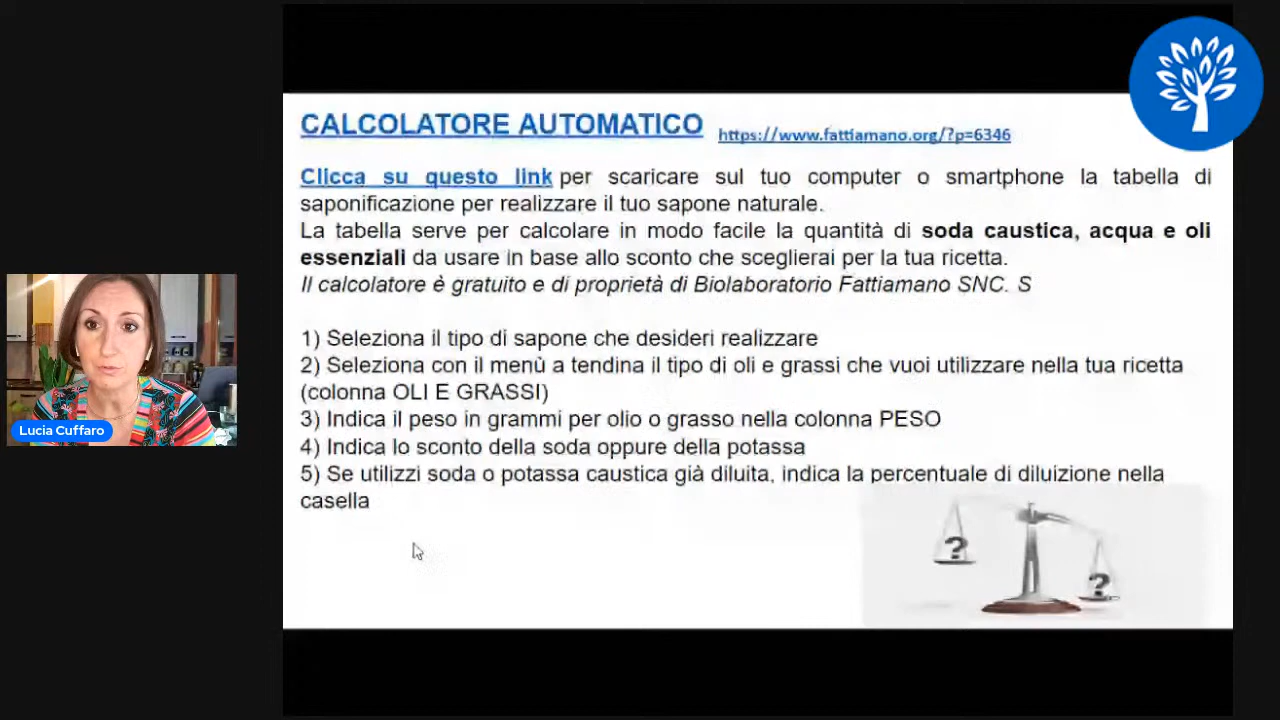 CALCOLATORE AUTOMATICO https://www.fattiamano.org/?p=6346
Clicca su questo link per scaricare sul tuo computer o smartphone la tabella di
saponificazione per realizzare il tuo sapone naturale.
La tabella serve per calcolare in modo facile la quantità di soda caustica, acqua e oli
essenziali da usare in base allo sconto che sceglierai per la tua ricetta.
Il calcolatore è gratuito e di proprietà di Biolaboratorio Fattiamano SNC. S
1) Seleziona il tipo di sapone che desideri realizzare
2) Seleziona con il menù a tendina il tipo di oli e grassi che vuoi utilizzare nella tua ricetta
(colonna OLI E GRASSI)
3) Indica il peso in grammi per olio o grasso nella colonna PESO
4) Indica lo sconto della soda oppure della potassa
5) Se utilizzi soda o potassa caustica già diluita, indica la percentuale di diluizione nella
casella
? ?
Lucia Cuffaro